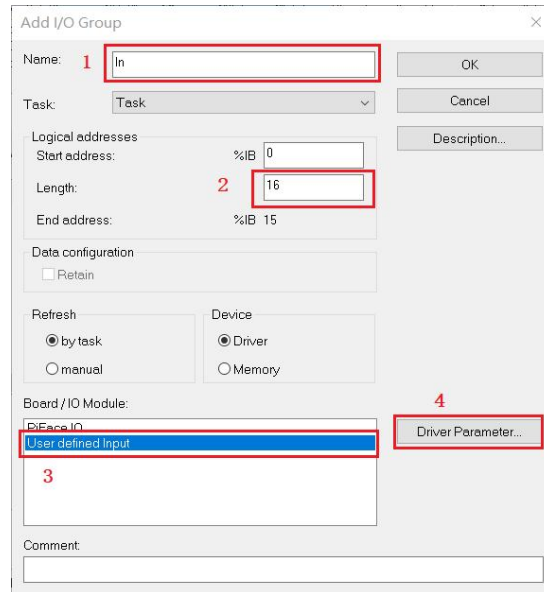 Add I/O Group
Name: 1 In
OK
Task: Task
Cancel
Logical addresses
Description...
Start address: %IB 0
Length: 2 16
End address: %IB 15
Data configuration
Retain
Refresh Device
by task Driver
manual Memory
Board / IO Module: 4
PiFace IO
Driver Parameter...
User defined Input
3
Comment: